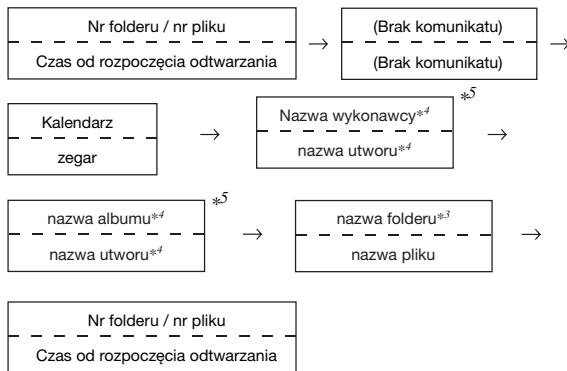 Nr folderu / nr pliku
Czas od rozpoczęcia odtwarzania
→
(Brak komunikatu)
(Brak komunikatu)
→
Kalendarz
zegar
→
Nazwa wykonawcy*4
nazwa utworu*4
*5
→
nazwa albumu*4
nazwa utworu*4
*5
→
nazwa folderu*3
nazwa pliku
→
Nr folderu / nr pliku
Czas od rozpoczęcia odtwarzania